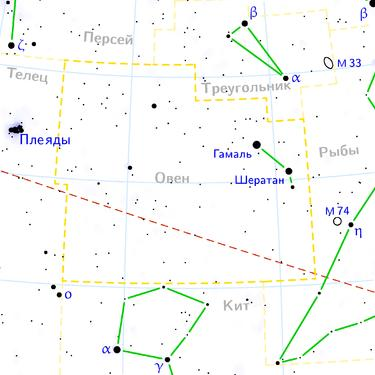 β
β
ζ
Персей
M 33
Телец
Треугольник
α
Плеяды
Гамаль
Рыбы
Овен
Шератан
M 74
η
ο
Кит
α
γ